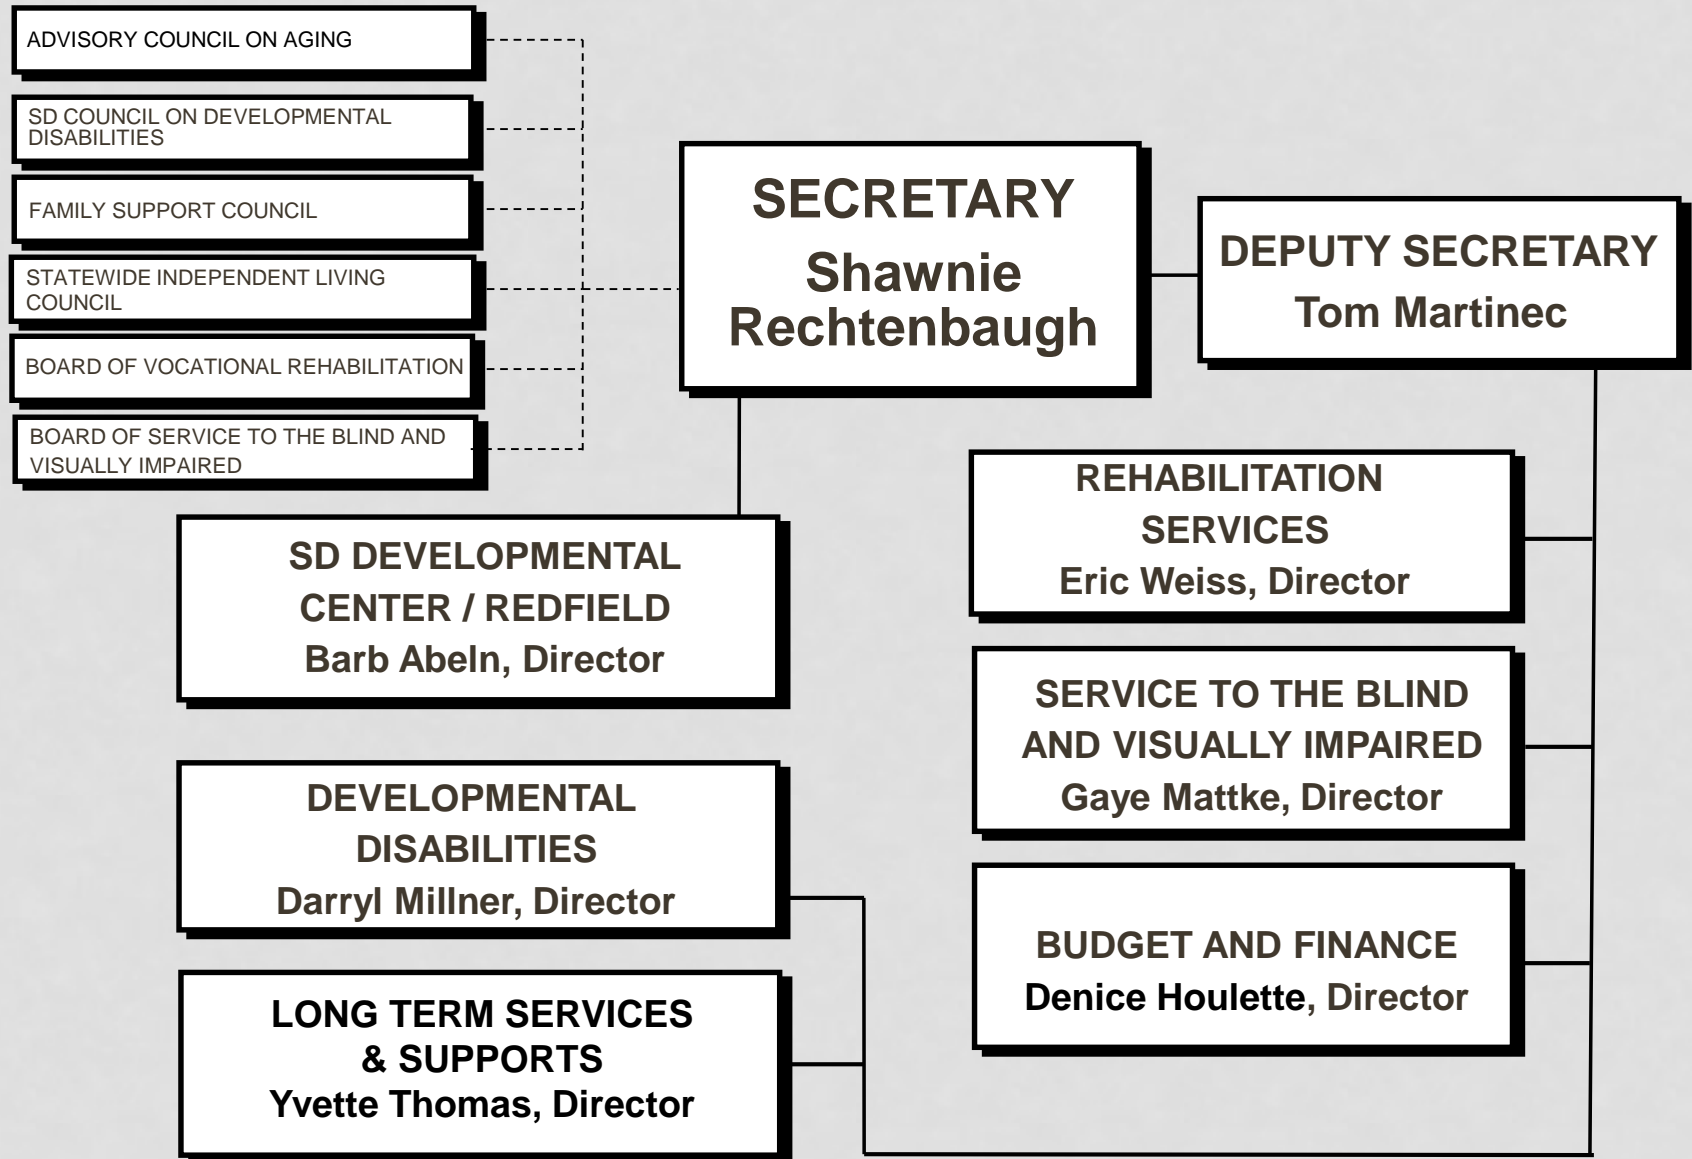 ADVISORY COUNCIL ON AGING
SD COUNCIL ON DEVELOPMENTAL
DISABILITIES
FAMILY SUPPORT COUNCIL
STATEWIDE INDEPENDENT LIVING
COUNCIL
BOARD OF VOCATIONAL REHABILITATION
BOARD OF SERVICE TO THE BLIND AND
VISUALLY IMPAIRED
SECRETARY
Shawnie
Rechtenbaugh
DEPUTY SECRETARY
Tom Martinec
SD DEVELOPMENTAL
CENTER / REDFIELD
Barb Abeln, Director
DEVELOPMENTAL
DISABILITIES
Darryl Millner, Director
LONG TERM SERVICES
& SUPPORTS
Yvette Thomas, Director
REHABILITATION
SERVICES
Eric Weiss, Director
SERVICE TO THE BLIND
AND VISUALLY IMPAIRED
Gaye Mattke, Director
BUDGET AND FINANCE
Denice Houlette, Director